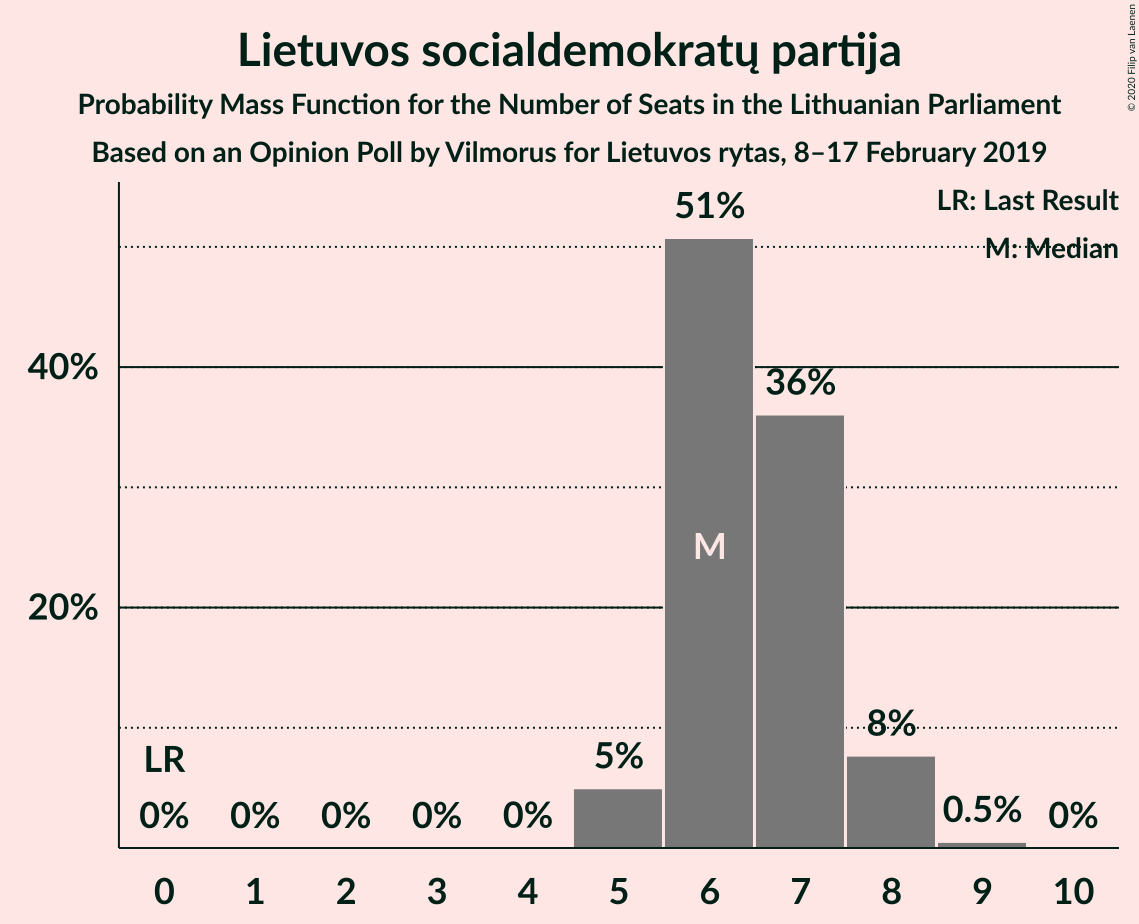 Lietuvos socialdemokratų partija
Probability Mass Function for the Number of Seats in the Lithuanian Parliament
Based on an Opinion Poll by Vilmorus for Lietuvos rytas, 8–17 February 2019
© 2020 Filip van Laenen
LR: Last Result
M: Median
51%
40%
36%
M
20%
8%
5%
LR
0% 0% 0% 0% 0% 0.5% 0%
0 1 2 3 4 5 6 7 8 9 10